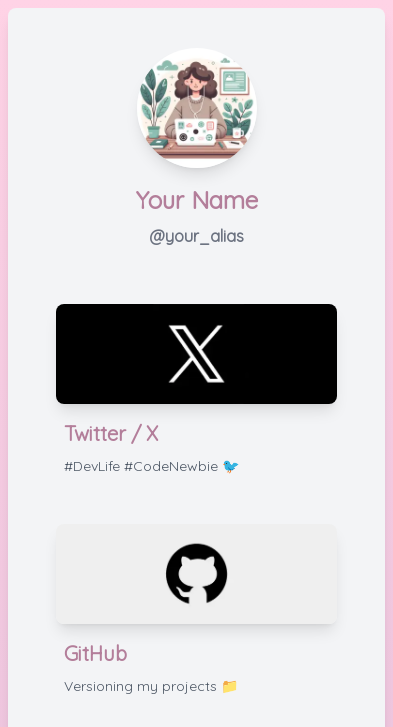 Your Name
@your_alias
Twitter / X
#DevLife #CodeNewbie 🐦
GitHub
Versioning my projects 📁